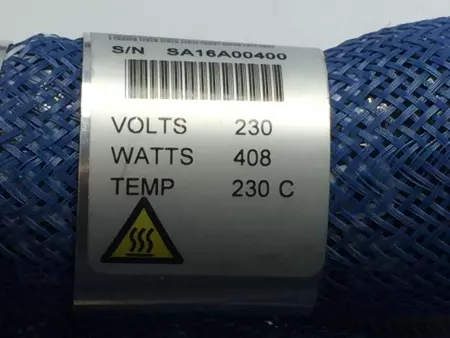 S/N SA16A00400
VOLTS 230
WATTS 408
TEMP 230 C